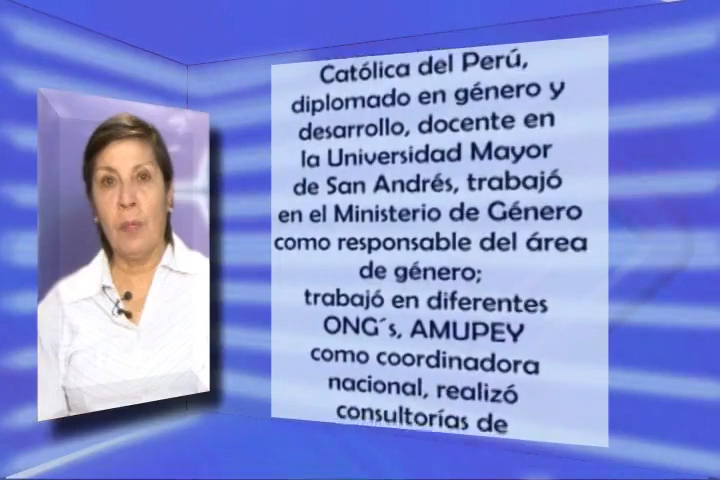 Católica del Perú,
diplomado en género y
desarrollo, docente en
la Universidad Mayor
de San Andrés, trabajó
en el Ministerio de Género
como responsable del área
de género;
trabajó en diferentes
ONG´s, AMUPEY
como coordinadora
nacional, realizó
consultorías de